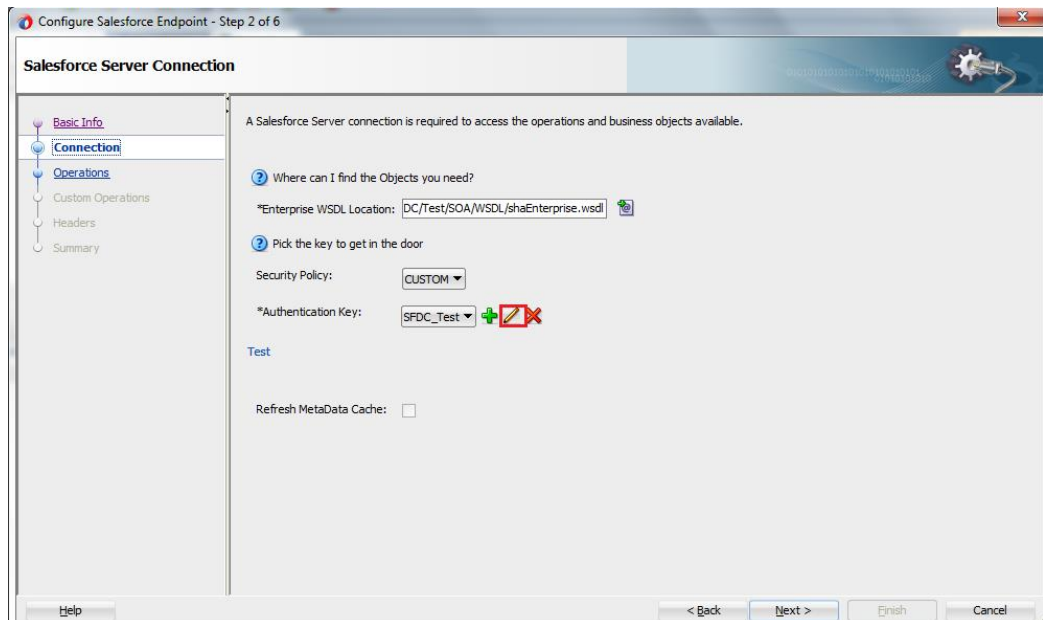 Configure Salesforce Endpoint - Step 2 of 6
Salesforce Server Connection
Basic Info
Connection
Operations
Custom Operations
Headers
Summary
A Salesforce Server connection is required to access the operations and business objects available.
Where can I find the Objects you need?
*Enterprise WSDL Location: DC/Test/SOA/WSDL/shaEnterprise.wsdl
Pick the key to get in the door
Security Policy: CUSTOM
*Authentication Key: SFDC_Test
Test
Refresh MetaData Cache:
Help < Back Next > Finish Cancel